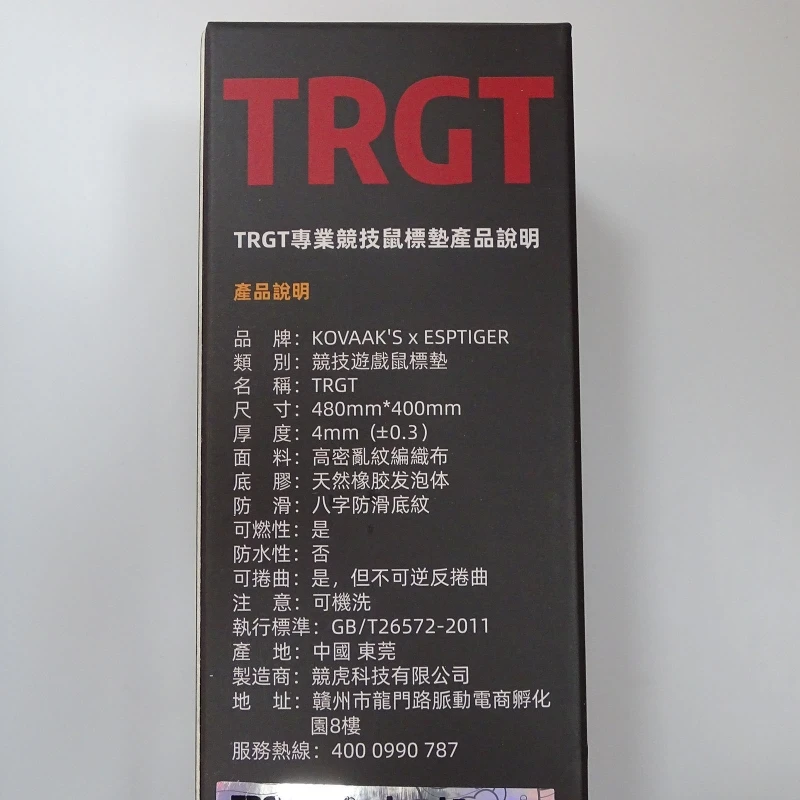 TRGT
TRGT專業競技鼠標墊產品說明
產品說明
品 牌：KOVAAK'S x ESPTIGER
類 別：競技遊戲鼠標墊
名 稱：TRGT
尺 寸：480mm*400mm
厚 度：4mm（±0.3）
面 料：高密亂紋編織布
底 膠：天然橡胶发泡体
防 滑：八字防滑底紋
可燃性：是
防水性：否
可捲曲：是，但不可逆反捲曲
注 意：可機洗
執行標準：GB/T26572-2011
產 地：中國 東莞
製造商：競虎科技有限公司
地 址：贛州市龍門路脈動電商孵化
園8樓
服務熱線：400 0990 787